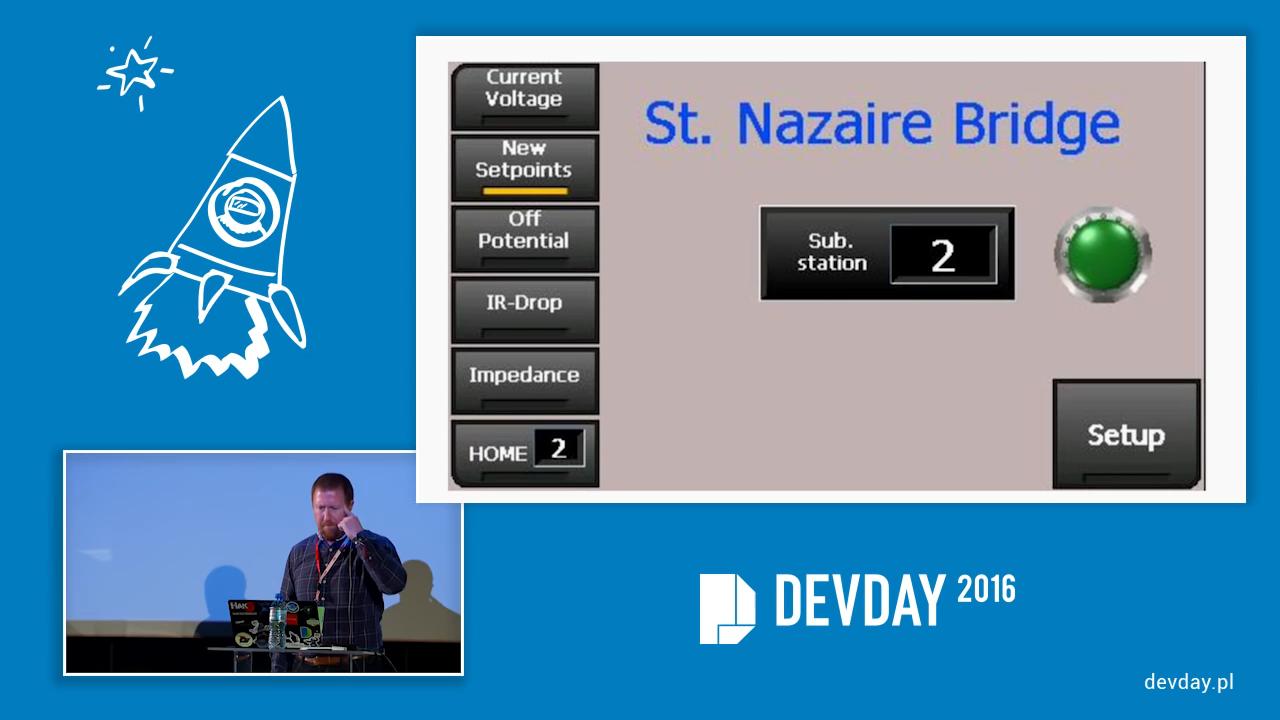 Current
Voltage
New
Setpoints
Off
Potential
IR-Drop
Impedance
HOME 2
St. Nazaire Bridge
Sub.
station 2
Setup
DEVDAY 2016
devday.pl